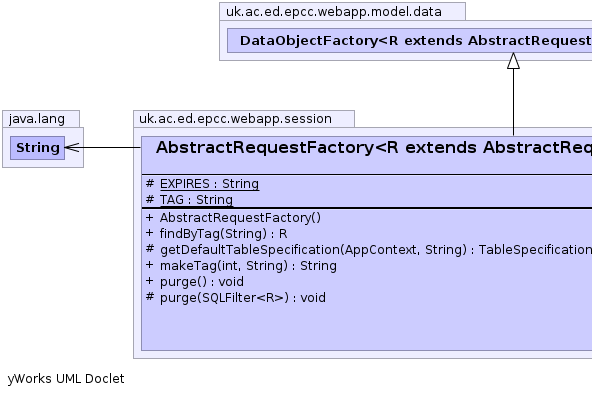 uk.ac.ed.epcc.webapp.model.data
DataObjectFactory<R extends AbstractRequest
java.lang
String
uk.ac.ed.epcc.webapp.session
AbstractRequestFactory<R extends AbstractReq
# EXPIRES : String
# TAG : String
+ AbstractRequestFactory()
+ findByTag(String) : R
# getDefaultTableSpecification(AppContext, String) : TableSpecification
+ makeTag(int, String) : String
+ purge() : void
# purge(SQLFilter<R>) : void
yWorks UML Doclet